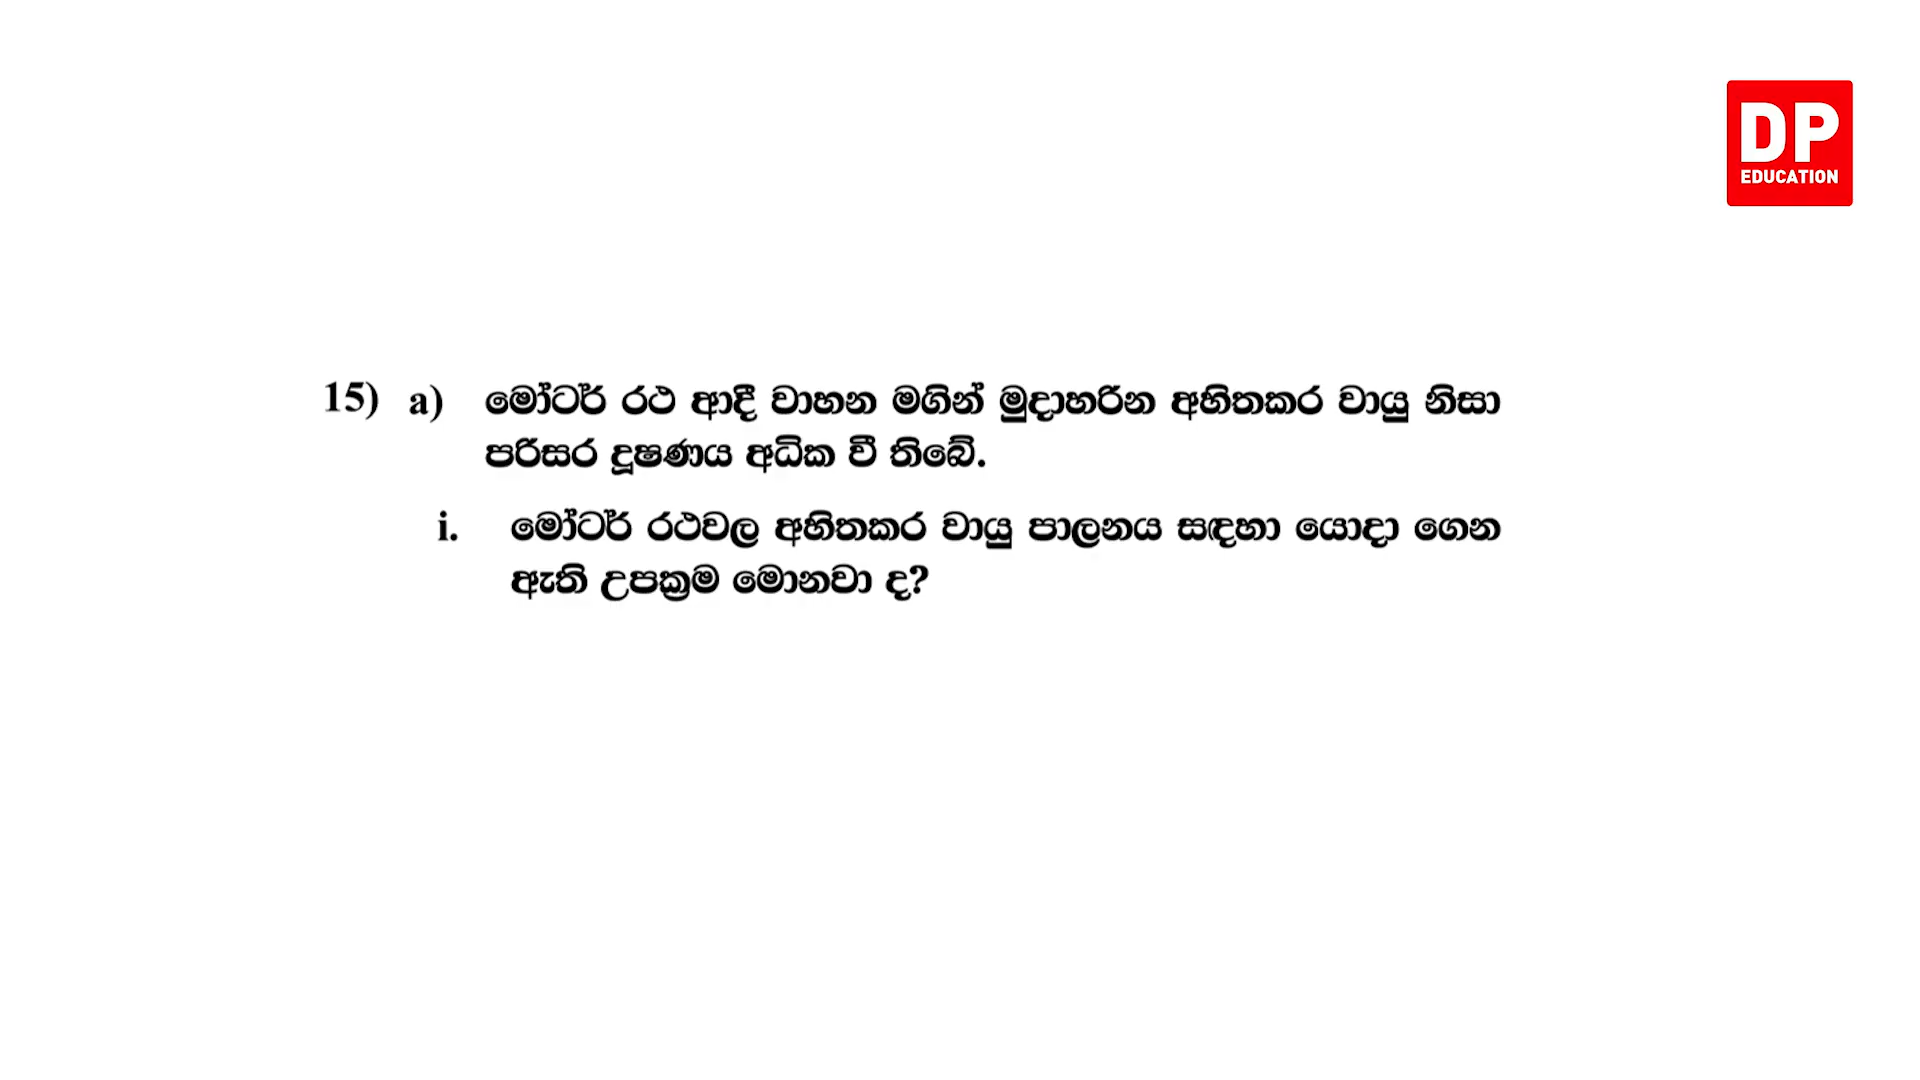 DP
EDUCATION
15) a) මෝටර් රථ ආදී වාහන මගින් මුදාහරින අහිතකර වායු නිසා
පරිසර දූෂණය අධික වී තිබේ.
i. මෝටර් රථවල අහිතකර වායු පාලනය සඳහා යොදා ගෙන
ඇති උපක්‍රම මොනවා ද?